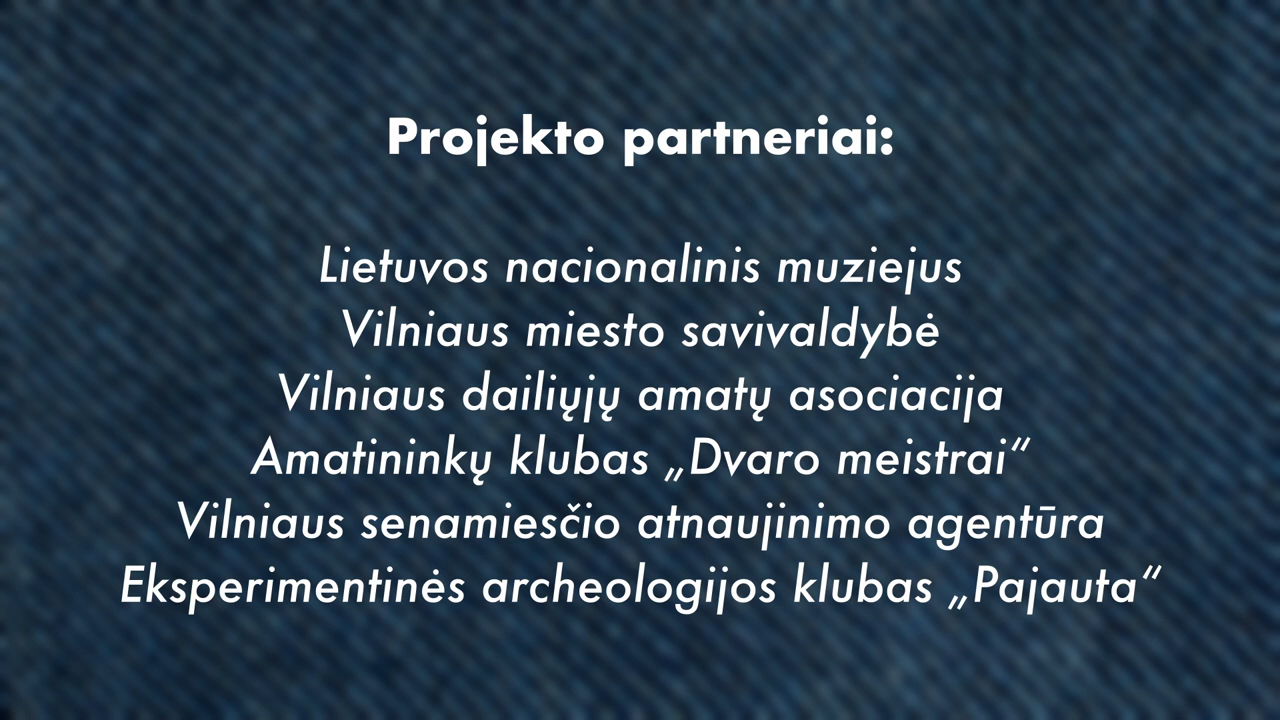 Projekto partneriai:
Lietuvos nacionalinis muziejus
Vilniaus miesto savivaldybė
Vilniaus dailiųjų amatų asociacija
Amatininkų klubas „Dvaro meistrai“
Vilniaus senamiesčio atnaujinimo agentūra
Eksperimentinės archeologijos klubas „Pajauta“